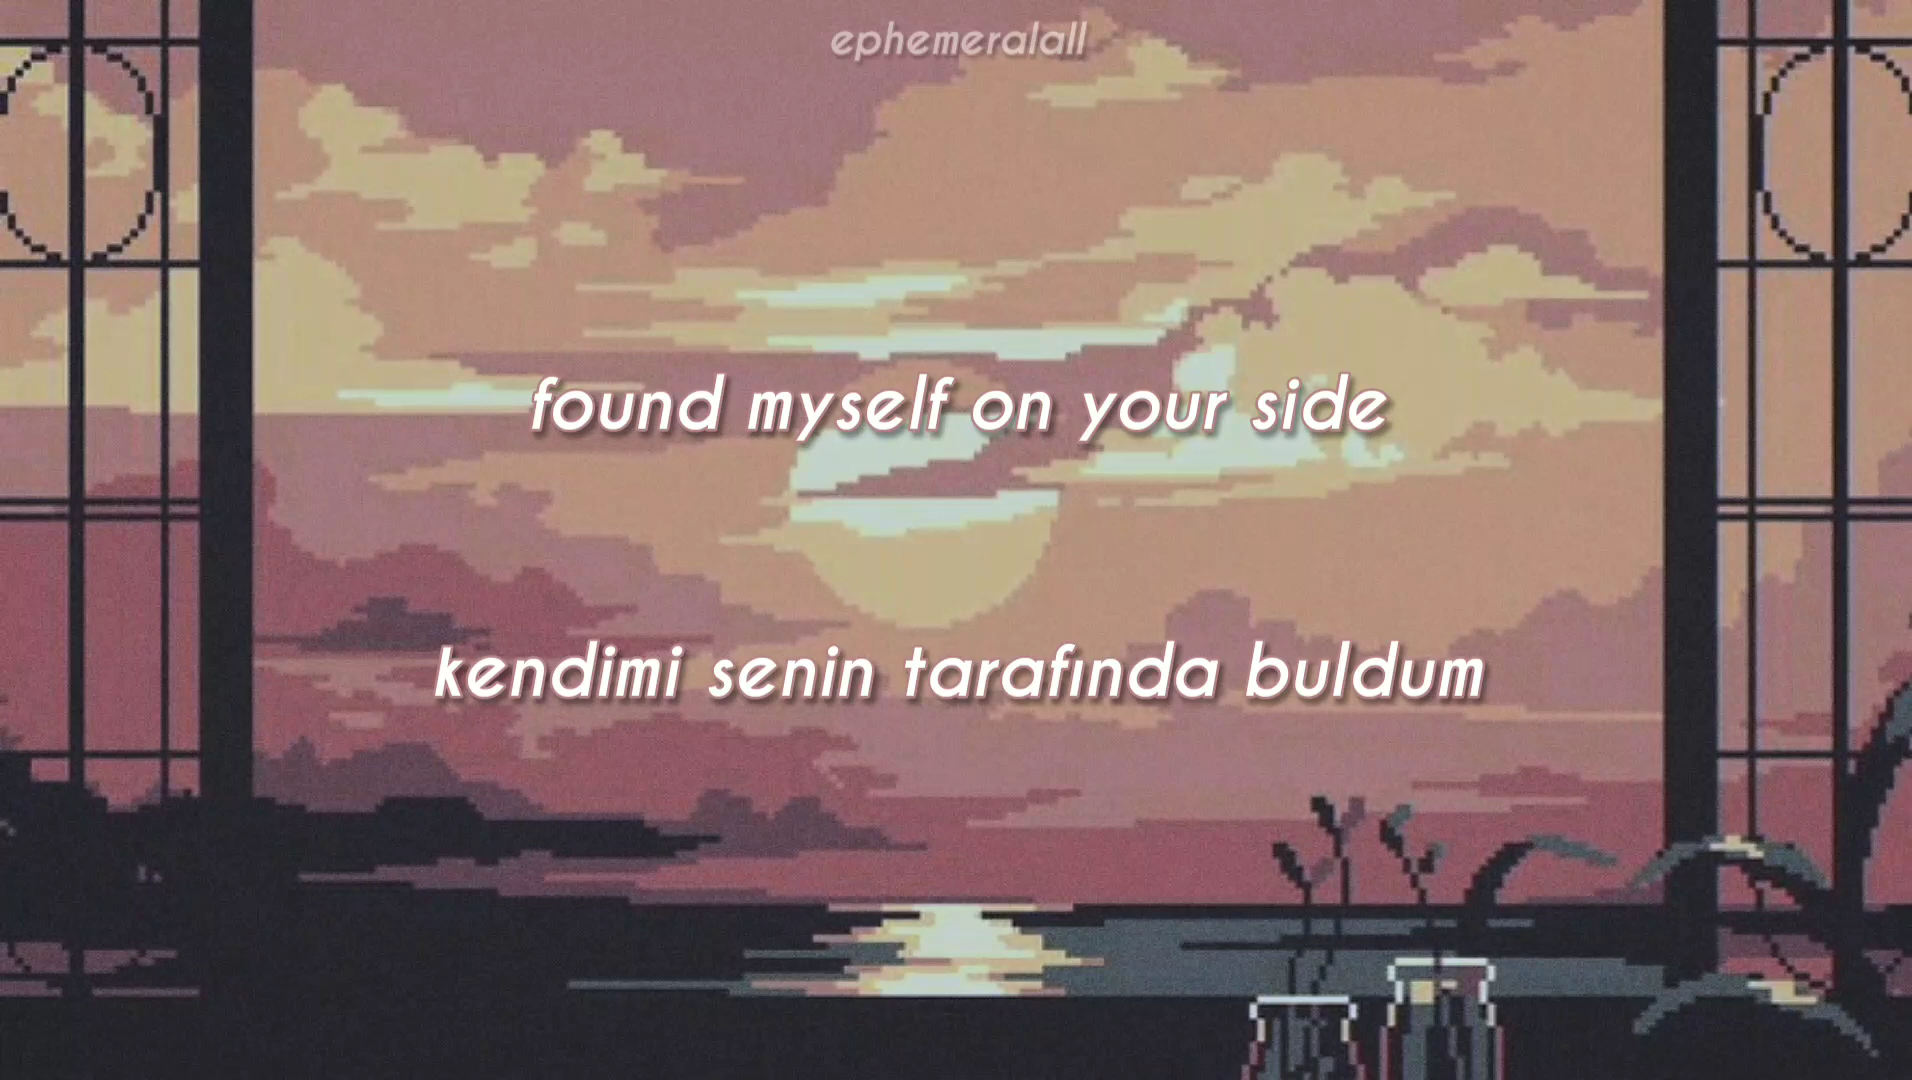 ephemeralall
found myself on your side
kendimi senin tarafında buldum